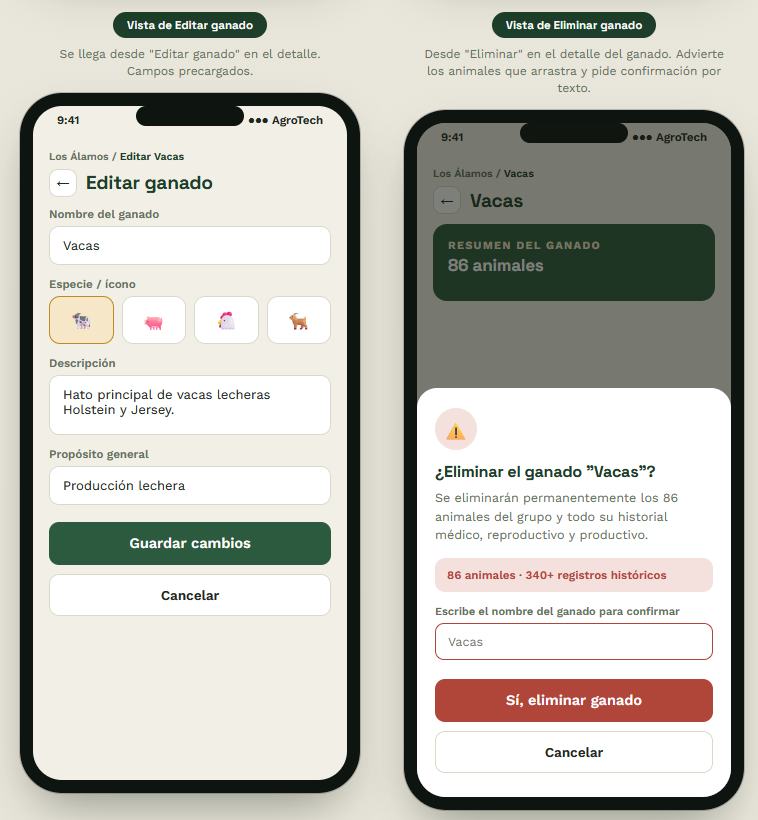 Vista de Editar ganado
Se llega desde "Editar ganado" en el detalle.
Campos precargados.
9:41
●●● AgroTech
Los Álamos / Editar Vacas
← Editar ganado
Nombre del ganado
Vacas
Especie / ícono
Descripción
Hato principal de vacas lecheras
Holstein y Jersey.
Propósito general
Producción lechera
Guardar cambios
Cancelar
Vista de Eliminar ganado
Desde "Eliminar" en el detalle del ganado. Advierte
los animales que arrastra y pide confirmación por
texto.
9:41
●●● AgroTech
Los Álamos / Vacas
← Vacas
RESUMEN DEL GANADO
86 animales
¿Eliminar el ganado ”Vacas”?
Se eliminarán permanentemente los 86
animales del grupo y todo su historial
médico, reproductivo y productivo.
86 animales · 340+ registros históricos
Escribe el nombre del ganado para confirmar
Vacas
Sí, eliminar ganado
Cancelar